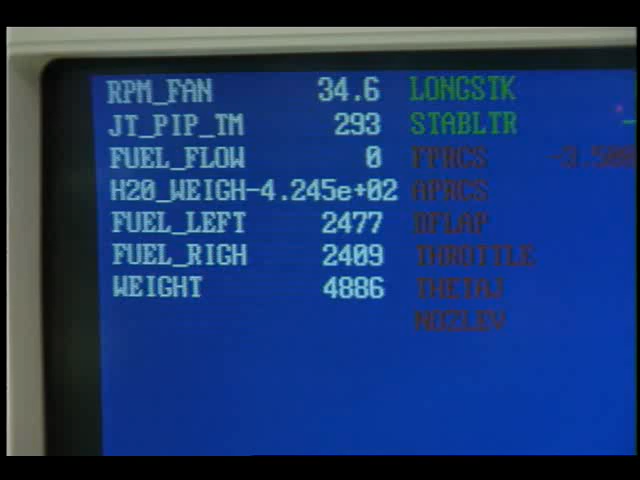 RPM_FAN 34.6 LONGSTK
JT_PIP_TM 293 STABLTR
FUEL_FLOW 0 FPRCS
H20_WEIGH-4.245e+02 APRCS
FUEL_LEFT 2477 DFLAP
FUEL_RIGH 2409 THROTTLE
WEIGHT 4886 THETAJ
NOZLEV